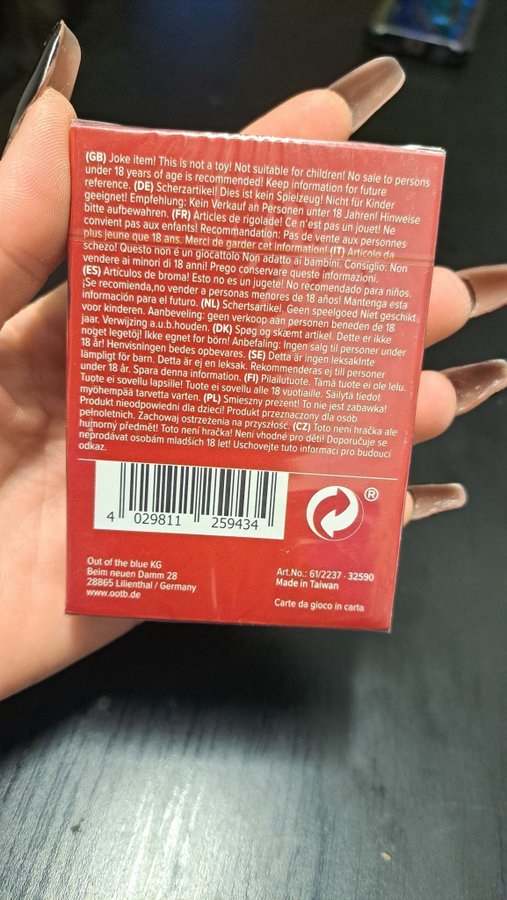 (GB) Joke item! This is not a toy! Not suitable for children! No sale to persons
under 18 years of age is recommended! Keep information for future
reference. (DE) Scherzartikel! Dies ist kein Spielzeug! Nicht für Kinder
geeignet! Empfehlung: Kein Verkauf an Personen unter 18 Jahren! Hinweise
bitte aufbewahren. (FR) Articles de rigolade! Ce n'est pas un jouet! Ne
convient pas aux enfants! Recommandation: Pas de vente aux personnes
plus jeune que 18 ans. Merci de garder cet information! (IT) Articolo da
schezo! Questo non é un giocattolo Non adatto ai bambini. Consiglio: Non
vendere ai minori di 18 anni! Prego conservare queste informazioni.
(ES) Artículos de broma! Esto no es un jugete! No recomendado para niños.
¡Se recomienda,no vender a personas menores de 18 años! Mantenga esta
información para el futuro. (NL) Schertsartikel. Geen speelgoed Niet geschikt
voor kinderen. Aanbeveling: geen verkoop aan personen beneden de 18
jaar. Verwijzing a.u.b.houden. (DK) Spøg og skæmt artikel. Dette er ikke
noget legetöj! Ikke egnet for börn! Anbefaling: Ingen salg til personer under
18 år! Henvisningen bedes opbevares. (SE) Detta är ingen leksak!nte
lämpligt för barn. Detta är ej en leksak. Rekommenderas ej till personer
under 18 år. Spara denna information. (FI) Pilailutuote. Tämä tuote ei ole lelu.
Tuote ei sovellu lapsille! Tuote ei sovellu alle 18 vuotiaille. Säilytä tiedot
myöhempää tarvetta varten. (PL) Smieszny prezent! To nie jest zabawka!
Produkt nieodpowiedni dla dzieci! Produkt przeznaczony dla osób
pełnoletnich. Zachowaj ostrzeżenia na przyszłość. (CZ) Toto není hračka ale
humorný předmět! Toto není hračka! Není vhodné pro děti! Doporučuje se
neprodávat osobám mladších 18 let! Uschovejte tuto informaci pro budoucí
odkaz.
4 029811 259434
®
Out of the blue KG
Beim neuen Damm 28
28865 Lilienthal / Germany
www.ootb.de
Art.No.: 61/2237 - 32590
Made in Taiwan
Carte da gioco in carta